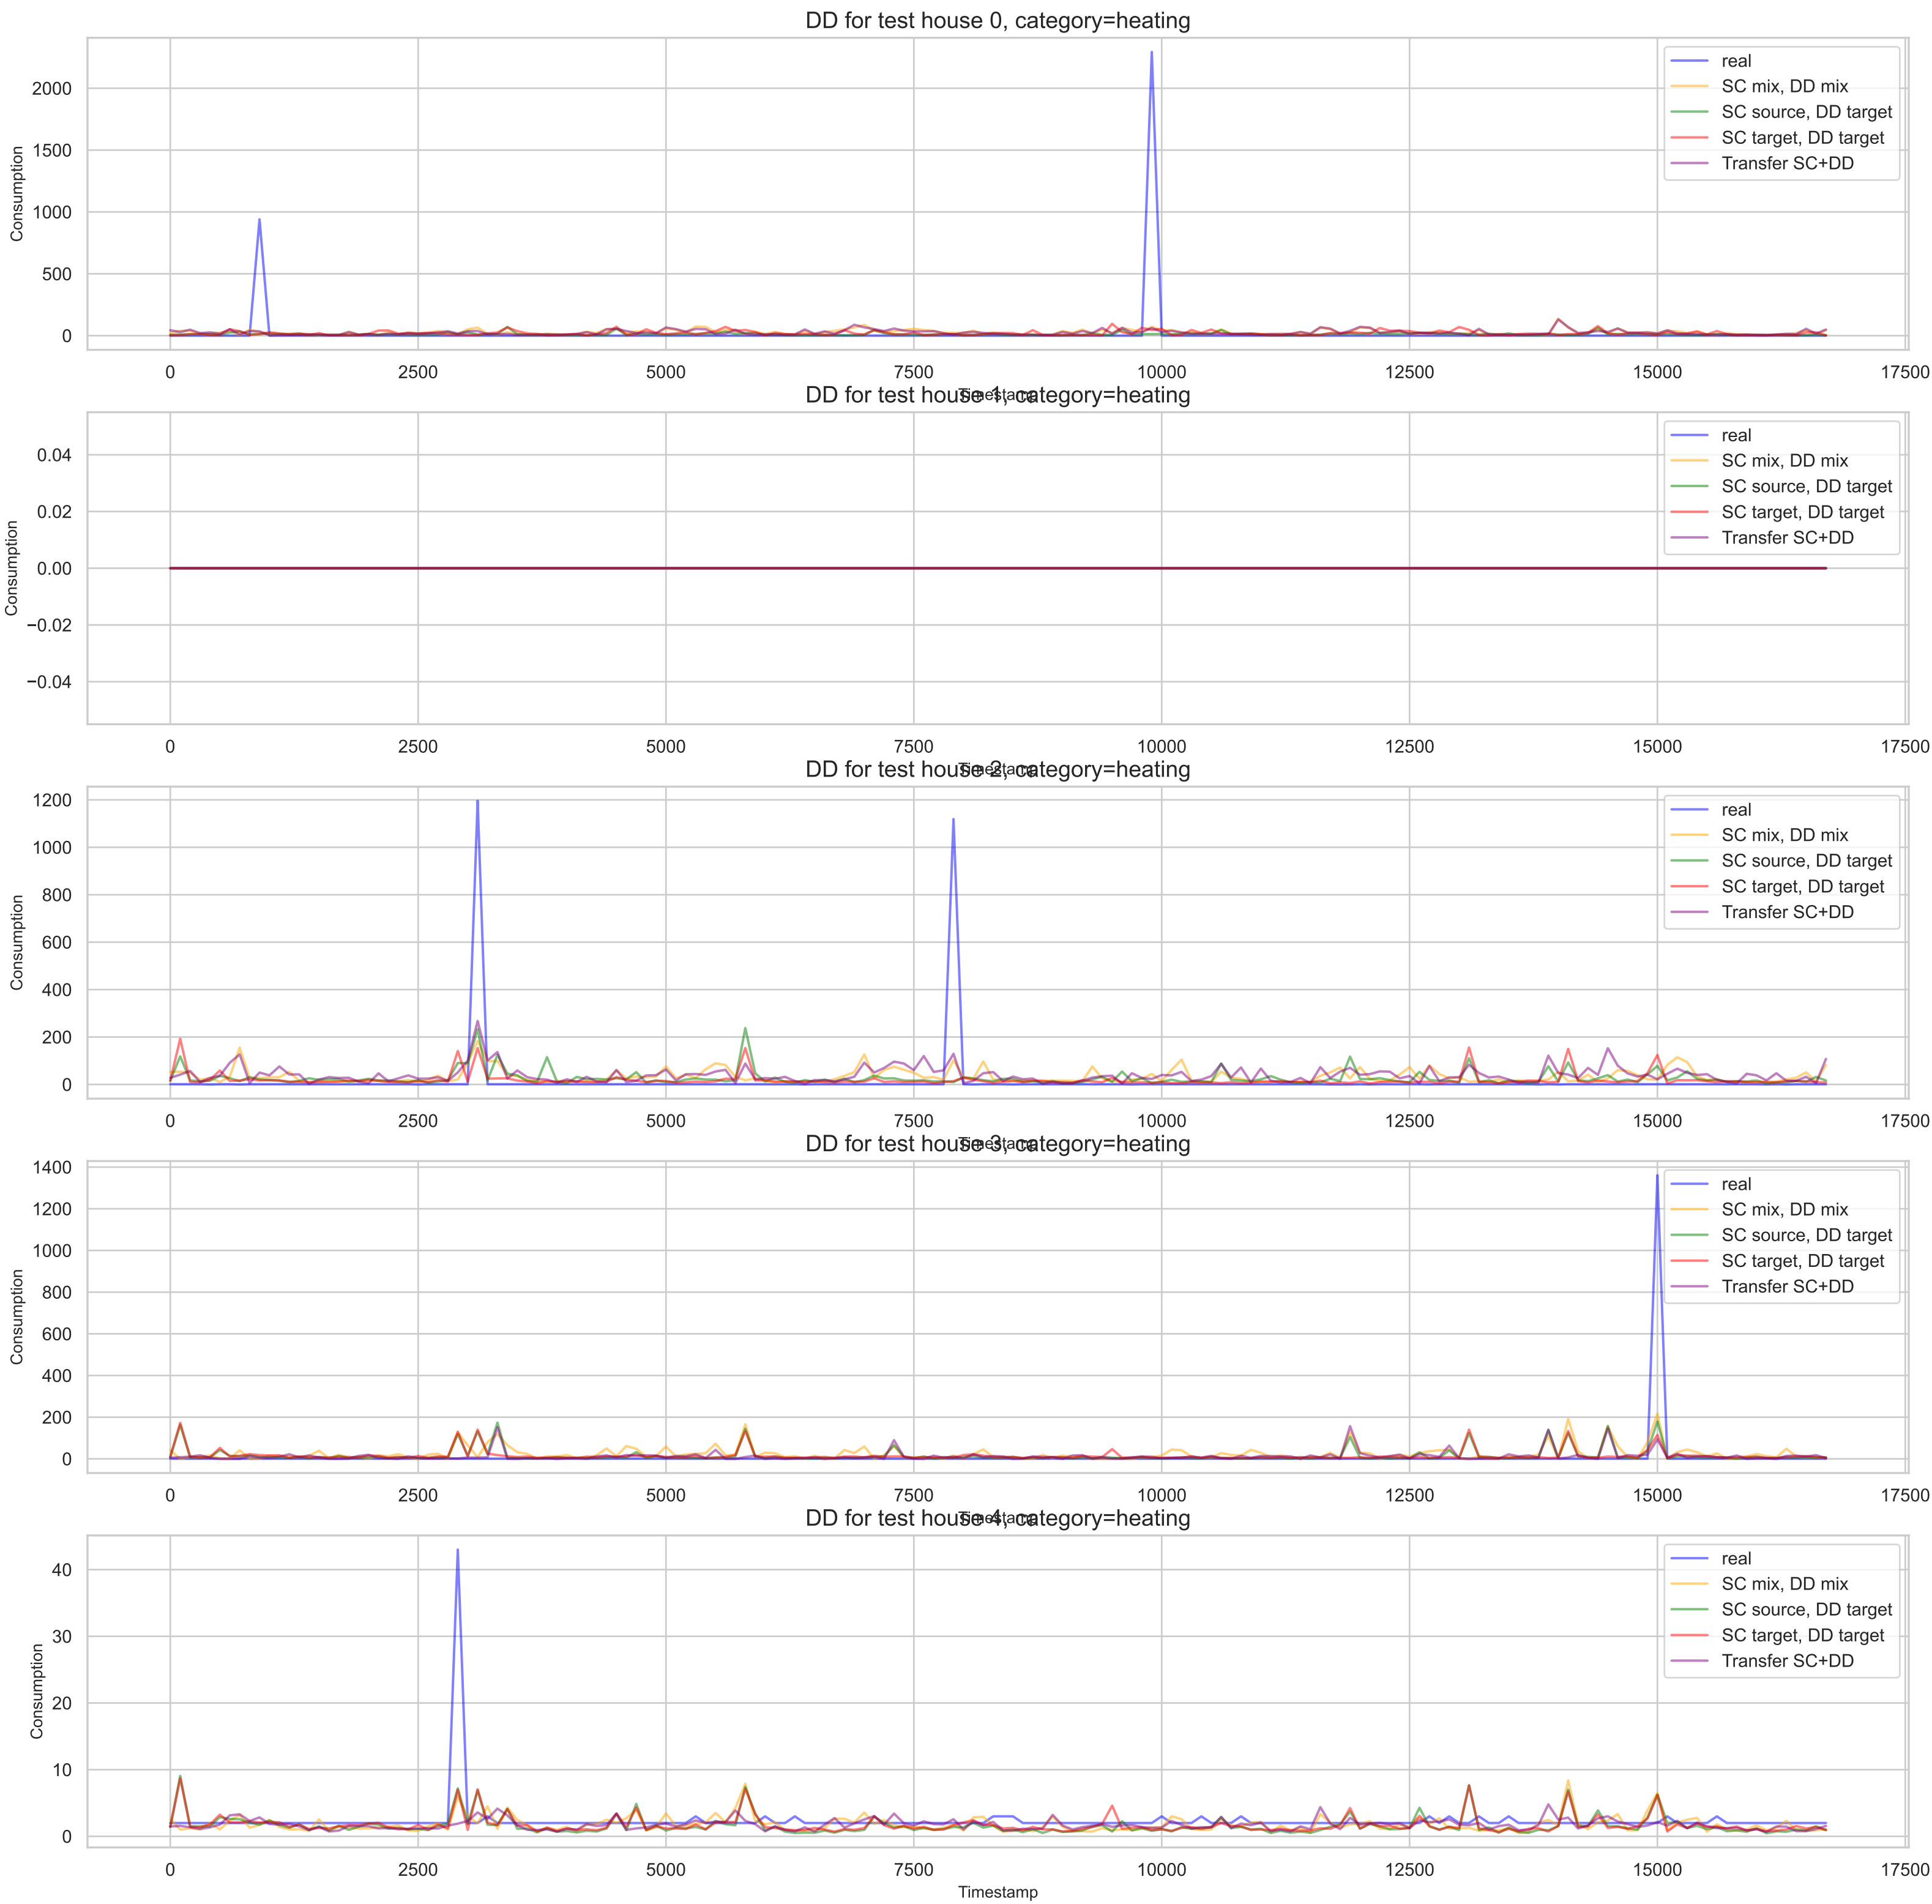 DD for test house 0, category=heating
Consumption
2000
1500
1000
500
0
real
SC mix, DD mix
SC source, DD target
SC target, DD target
Transfer SC+DD
0 2500 5000 7500 10000 12500 15000 17500
Timestamp
DD for test house 1, category=heating
Consumption
0.04
0.02
0.00
−0.02
−0.04
real
SC mix, DD mix
SC source, DD target
SC target, DD target
Transfer SC+DD
0 2500 5000 7500 10000 12500 15000 17500
Timestamp
DD for test house 2, category=heating
Consumption
1200
1000
800
600
400
200
0
real
SC mix, DD mix
SC source, DD target
SC target, DD target
Transfer SC+DD
0 2500 5000 7500 10000 12500 15000 17500
Timestamp
DD for test house 3, category=heating
Consumption
1400
1200
1000
800
600
400
200
0
real
SC mix, DD mix
SC source, DD target
SC target, DD target
Transfer SC+DD
0 2500 5000 7500 10000 12500 15000 17500
Timestamp
DD for test house 4, category=heating
Consumption
40
30
20
10
0
real
SC mix, DD mix
SC source, DD target
SC target, DD target
Transfer SC+DD
0 2500 5000 7500 10000 12500 15000 17500
Timestamp